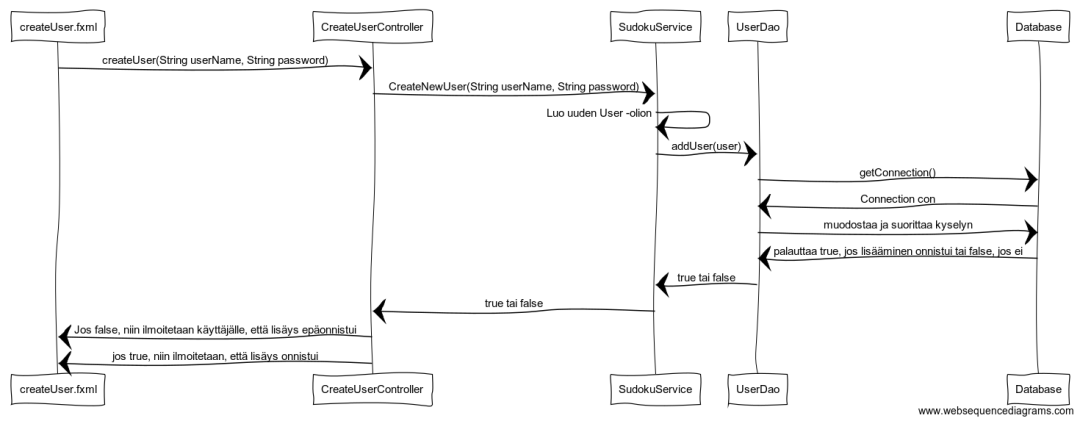 createUser.fxml
CreateUserController
SudokuService
UserDao
Database
createUser(String userName, String password)
CreateNewUser(String userName, String password)
Luo uuden User -olion
addUser(user)
getConnection()
Connection con
muodostaa ja suorittaa kyselyn
palauttaa true, jos lisääminen onnistui tai false, jos ei
true tai false
true tai false
Jos false, niin ilmoitetaan käyttäjälle, että lisäys epäonnistui
jos true, niin ilmoitetaan, että lisäys onnistui
createUser.fxml
CreateUserController
SudokuService
UserDao
Database
www.websequencediagrams.com